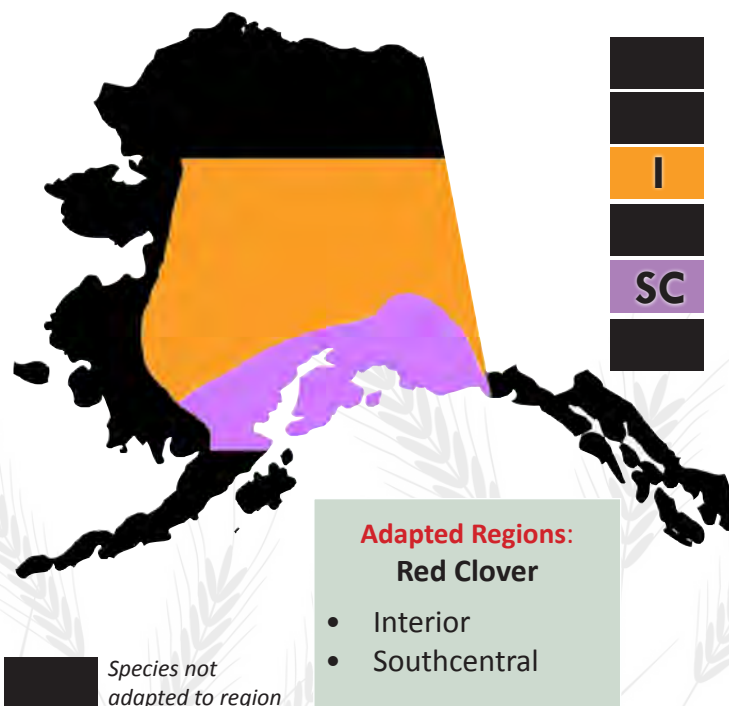 I
SC
Adapted Regions:
Red Clover
• Interior
• Southcentral
Species not
adapted to region